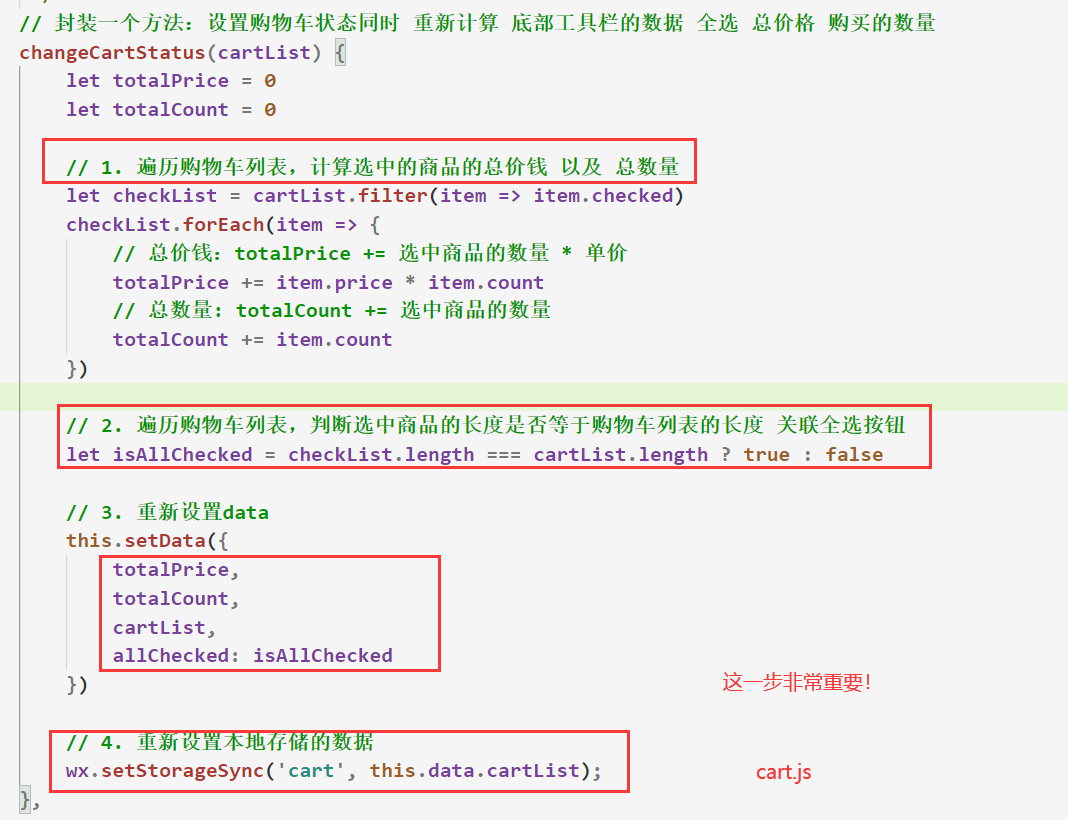 // 封装一个方法：设置购物车状态同时 重新计算 底部工具栏的数据 全选 总价格 购买的数量
changeCartStatus(cartList) {
let totalPrice = 0
let totalCount = 0
// 1. 遍历购物车列表，计算选中的商品的总价钱 以及 总数量
let checkList = cartList.filter(item => item.checked)
checkList.forEach(item => {
// 总价钱：totalPrice += 选中商品的数量 * 单价
totalPrice += item.price * item.count
// 总数量：totalCount += 选中商品的数量
totalCount += item.count
})
// 2. 遍历购物车列表，判断选中商品的长度是否等于购物车列表的长度 关联全选按钮
let isAllChecked = checkList.length === cartList.length ? true : false
// 3. 重新设置data
this.setData({
totalPrice,
totalCount,
cartList,
allChecked: isAllChecked
})
这一步非常重要！
// 4. 重新设置本地存储的数据
wx.setStorageSync('cart', this.data.cartList);
cart.js
},